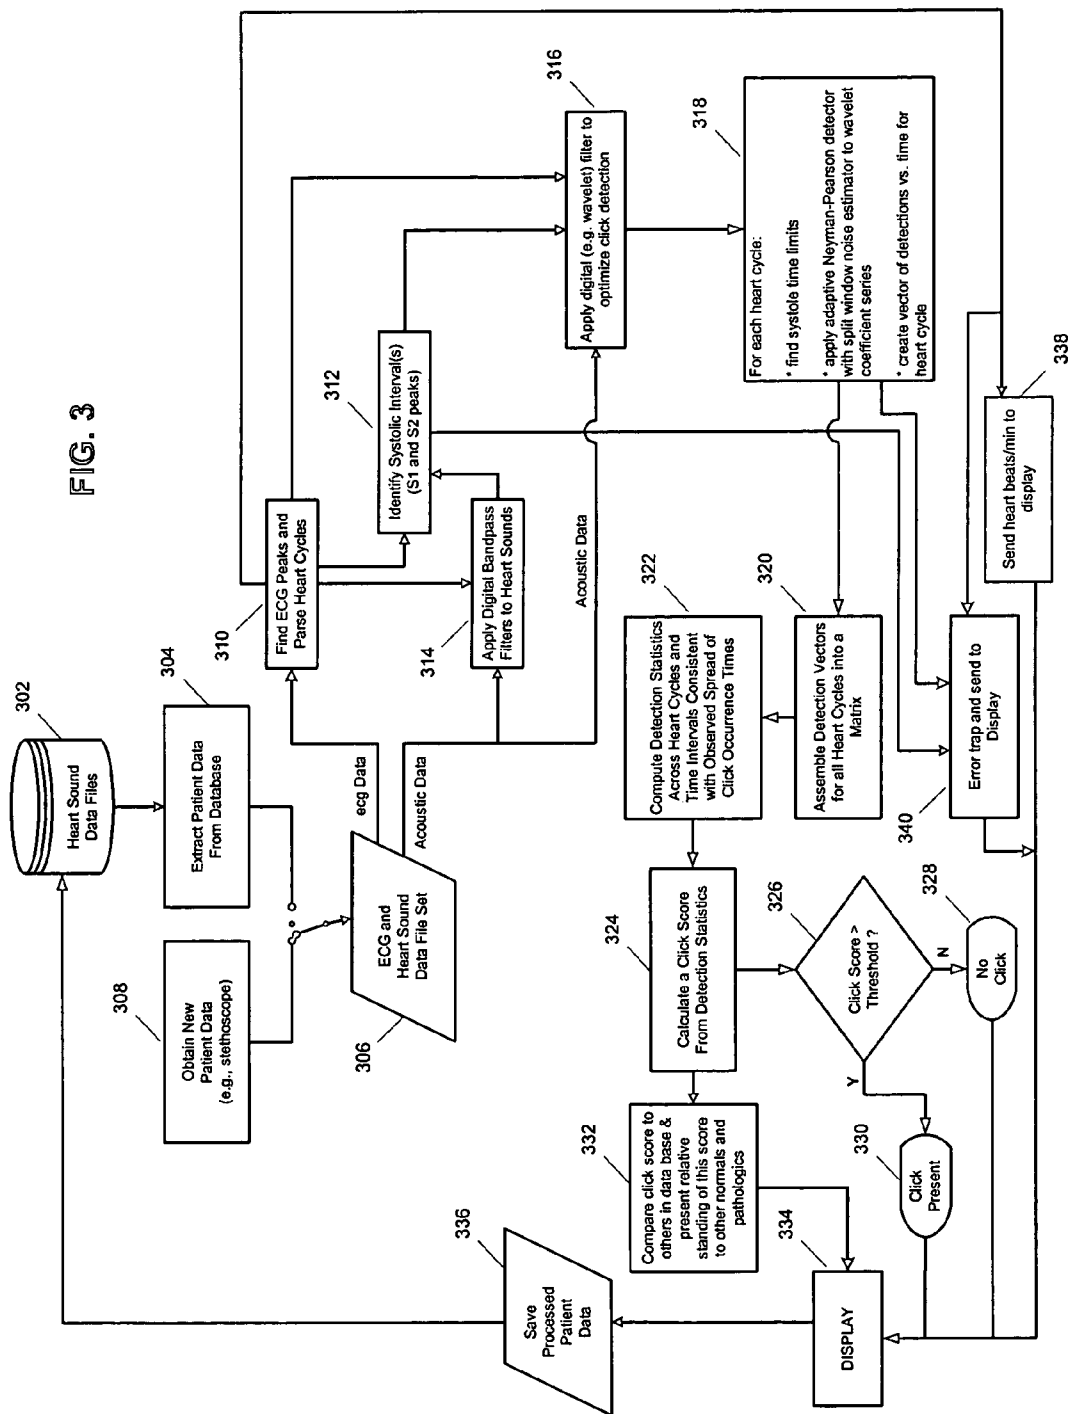 FIG. 3
302
Heart Sound
Data Files
304
Extract Patient Data
From Database
308
Obtain New
Patient Data
(e.g., stethoscope)
ECG and
Heart Sound
Data File Set
306
ecg Data
Acoustic Data
310
Find ECG Peaks and
Parse Heart Cycles
312
Identify Systolic Interval(s)
(S1 and S2 peaks)
314
Apply Digital Bandpass
Filters to Heart Sounds
Acoustic Data
316
Apply digital (e.g. wavelet) filter to
optimize click detection
318
For each heart cycle:
* find systole time limits
* apply adaptive Neyman-Pearson detector
with split window noise estimator to wavelet
coefficient series
* create vector of detections vs. time for
heart cycle
320
Assemble Detection Vectors
for all Heart Cycles into a
Matrix
322
Compute Detection Statistics
Across Heart Cycles and
Time Intervals Consistent
with Observed Spread of
Click Occurrence Times
324
Calculate a Click Score
From Detection Statistics
326
Click Score >
Threshold ?
N
Y
328
No
Click
330
Click
Present
332
Compare click score to
others in data base &
present relative
standing of this score
to other normals and
pathologics
334
DISPLAY
336
Save
Processed
Patient
Data
338
Send heart beats/min to
display
340
Error trap and send to
Display